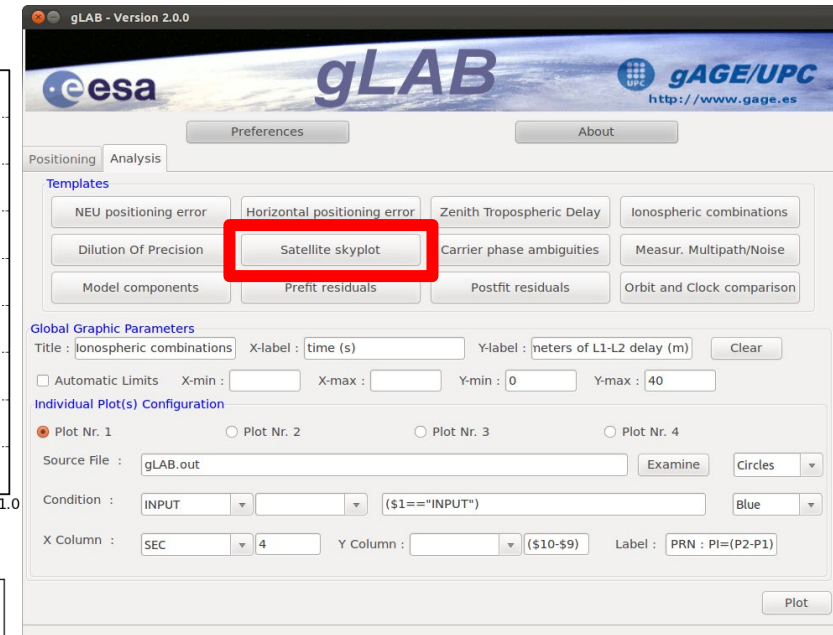 gLAB - Version 2.0.0
esa
gLAB
UPC
gAGE/UPC
http://www.gage.es
Preferences About
Positioning Analysis
Templates
NEU positioning error Horizontal positioning error Zenith Tropospheric Delay Ionospheric combinations
Dilution Of Precision Satellite skyplot Carrier phase ambiguities Measur. Multipath/Noise
Model components Prefit residuals Postfit residuals Orbit and Clock comparison
Global Graphic Parameters
Title : Ionospheric combinations X-label : time (s) Y-label : meters of L1-L2 delay (m) Clear
Automatic Limits X-min : X-max : Y-min : 0 Y-max : 40
Individual Plot(s) Configuration
Plot Nr. 1 Plot Nr. 2 Plot Nr. 3 Plot Nr. 4
Source File : gLAB.out Examine Circles
1.0
Condition : INPUT ($1=="INPUT") Blue
X Column : SEC 4 Y Column : ($10-$9) Label : PRN : PI=(P2-P1)
Plot